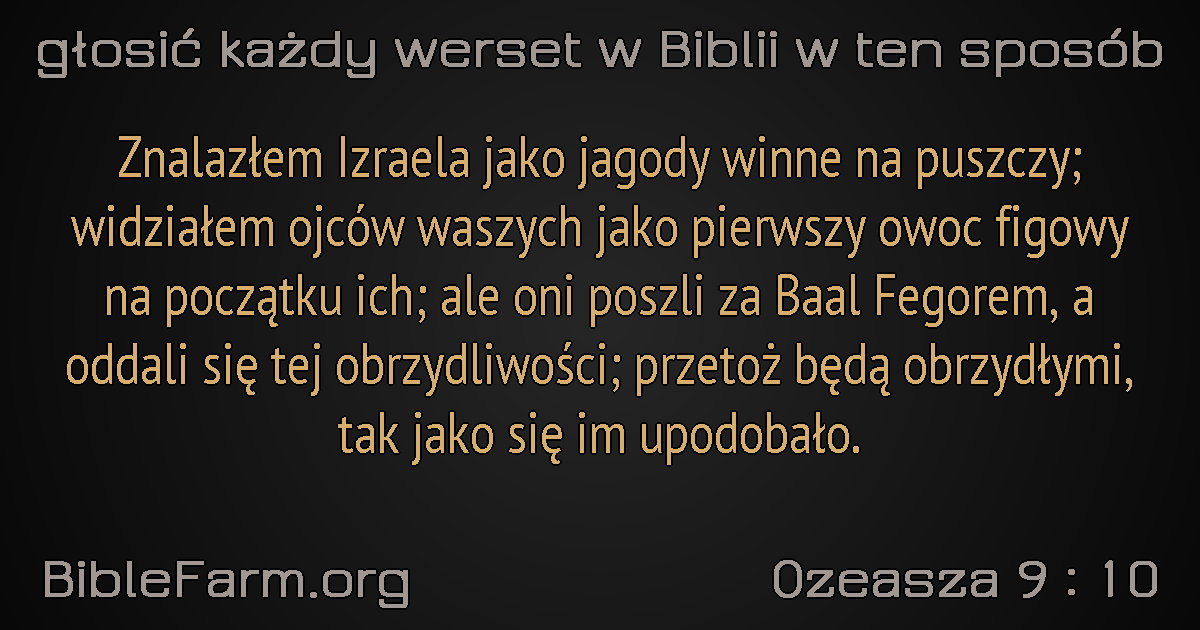 głosić każdy werset w Biblii w ten sposób
Znalazłem Izraela jako jagody winne na puszczy;
widziałem ojców waszych jako pierwszy owoc figowy
na początku ich; ale oni poszli za Baal Fegorem, a
oddali się tej obrzydliwości; przetoż będą obrzydłymi,
tak jako się im upodobało.
BibleFarm.org
Ozeasza 9 : 10